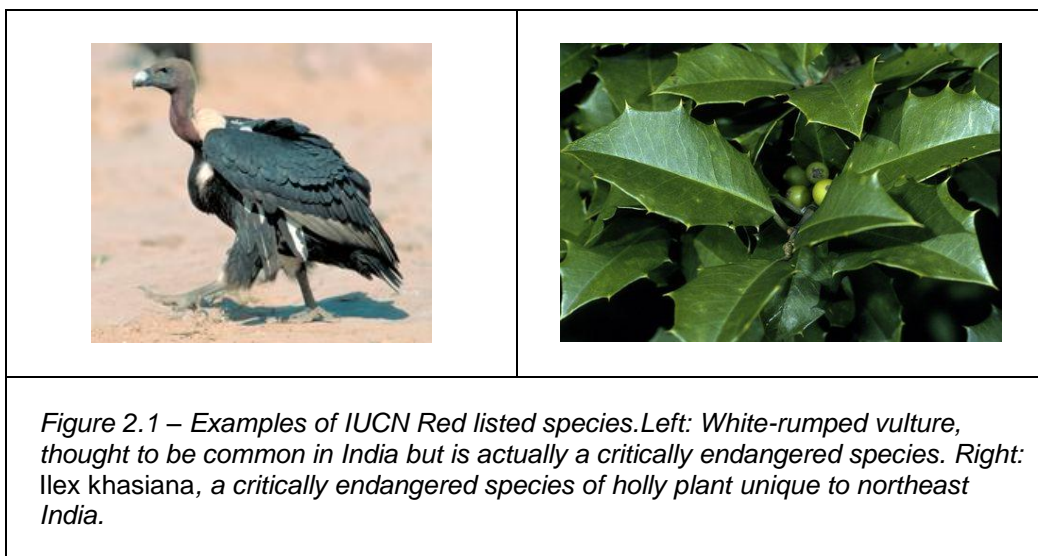 Figure 2.1 – Examples of IUCN Red listed species.Left: White-rumped vulture,
thought to be common in India but is actually a critically endangered species. Right:
Ilex khasiana, a critically endangered species of holly plant unique to northeast
India.